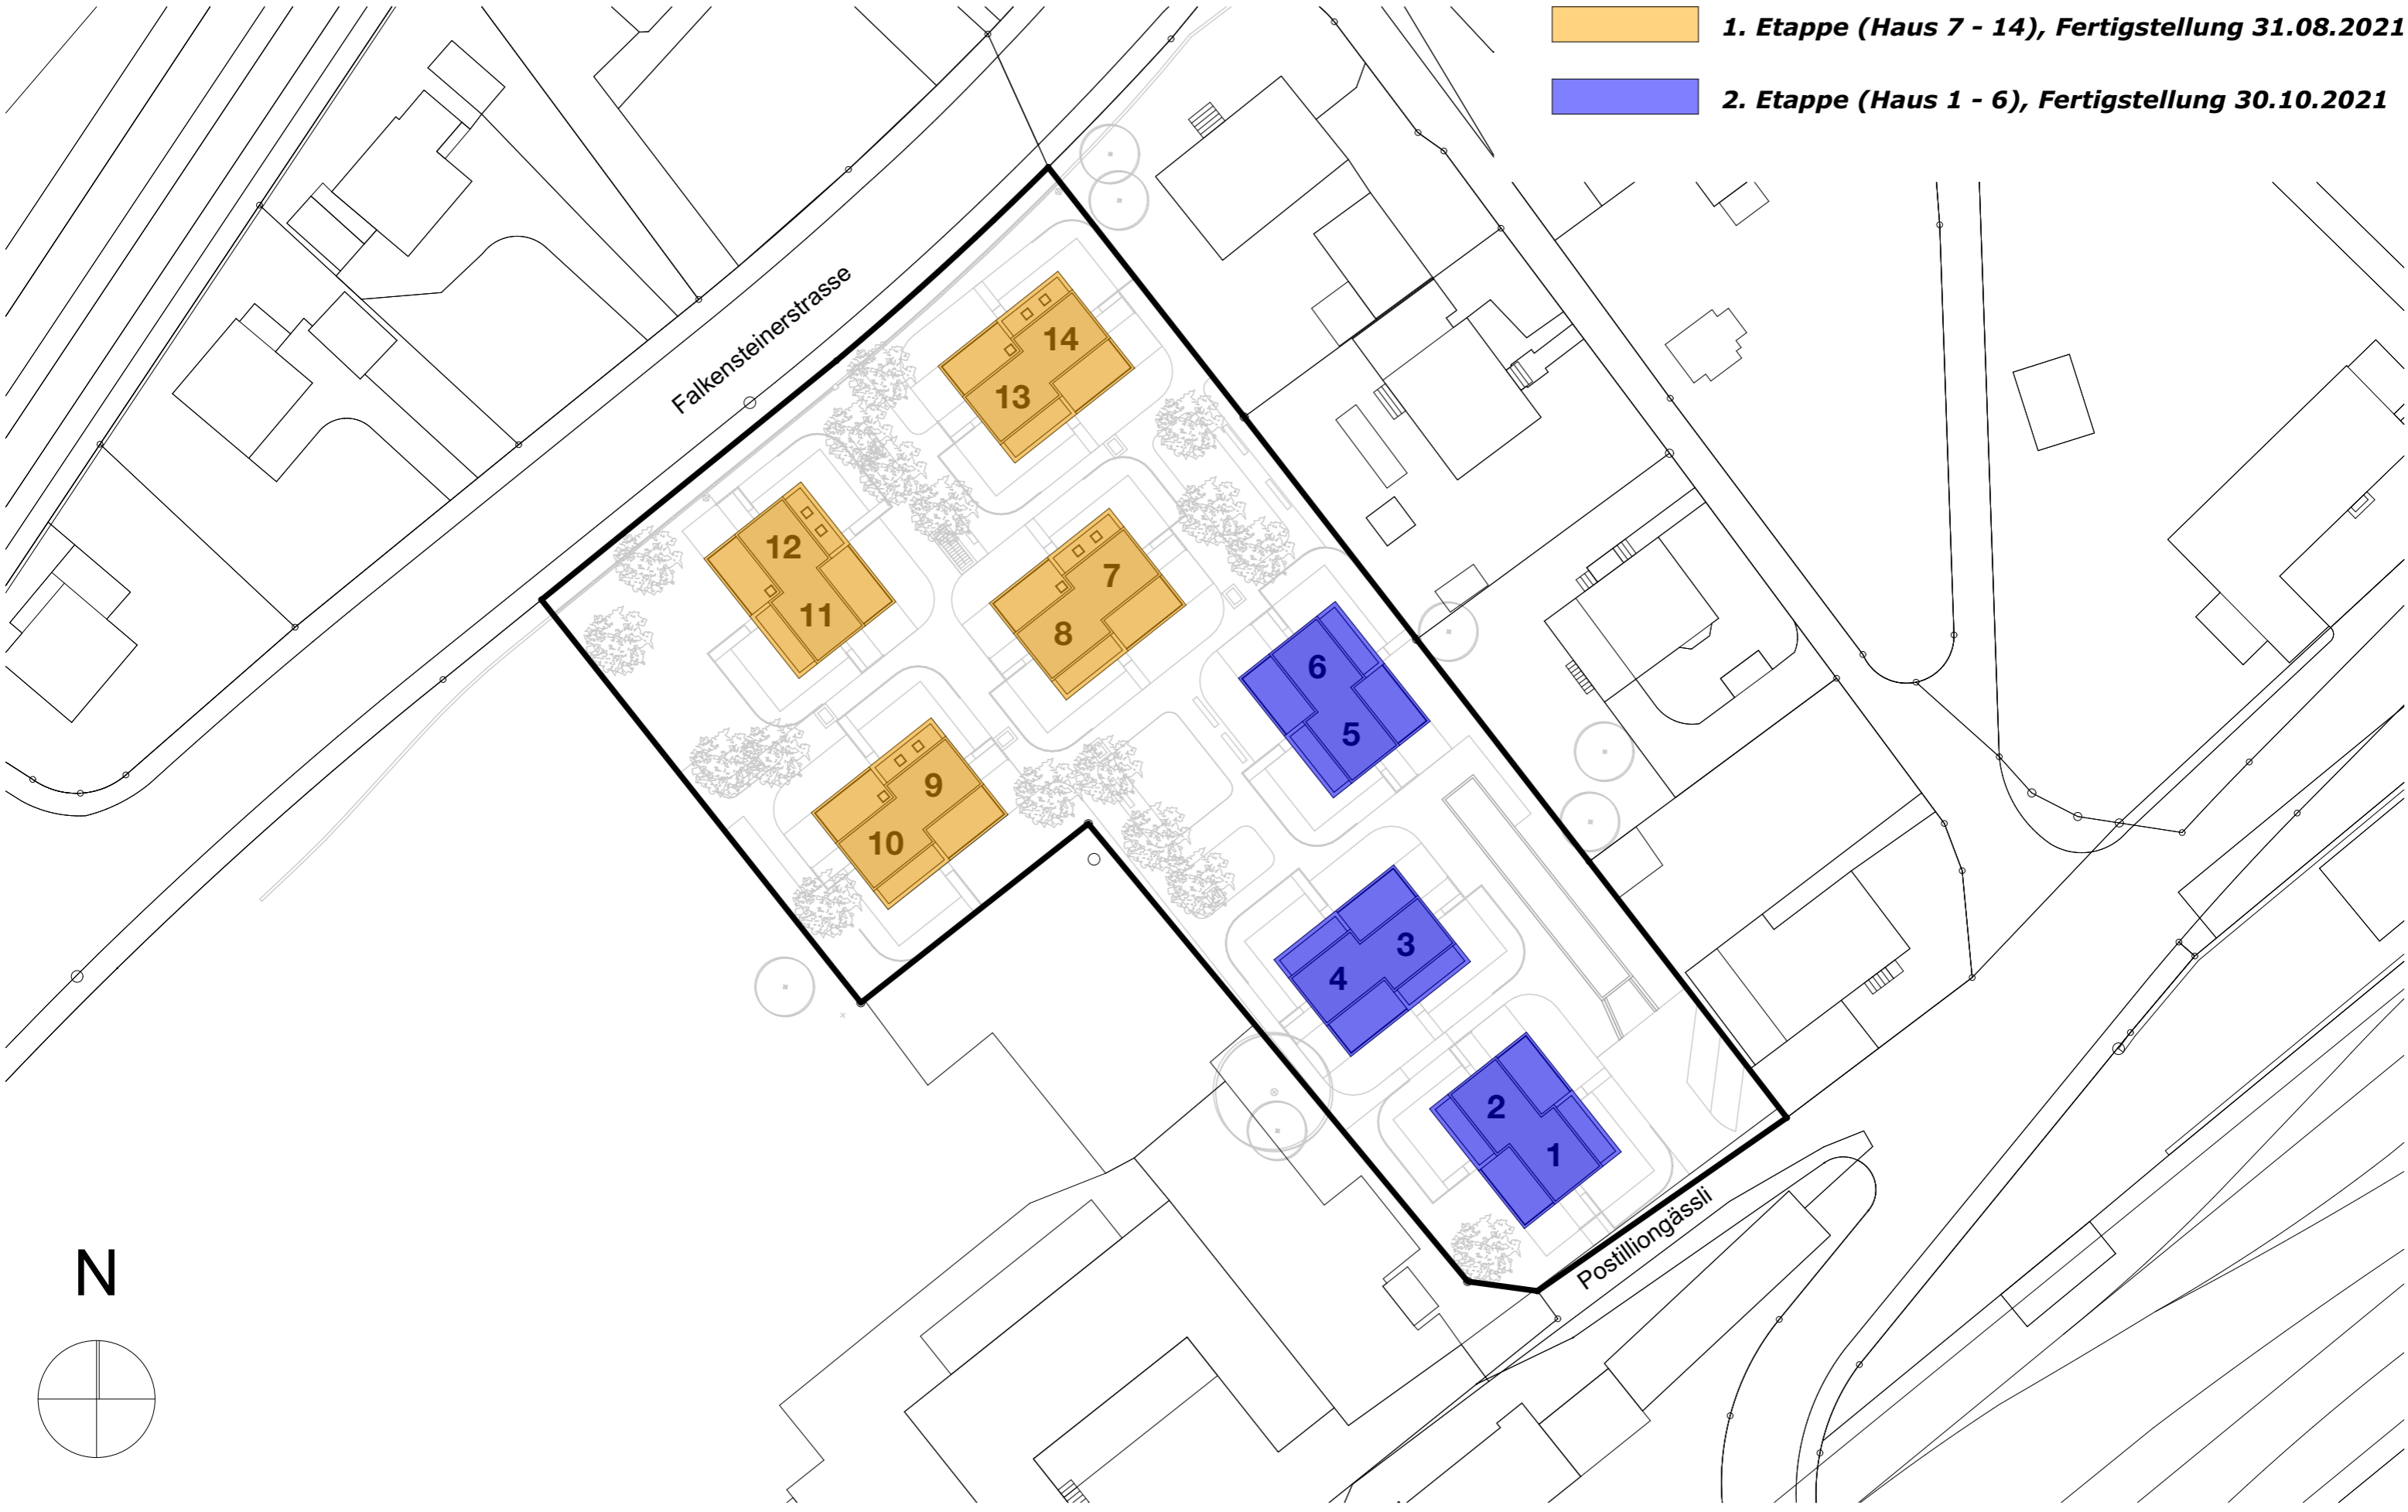 1. Etappe (Haus 7 - 14), Fertigstellung 31.08.2021
2. Etappe (Haus 1 - 6), Fertigstellung 30.10.2021
Falkensteinerstrasse
14
13
12
11
7
8
9
10
6
5
3
4
2
1
Postilliongässli
N